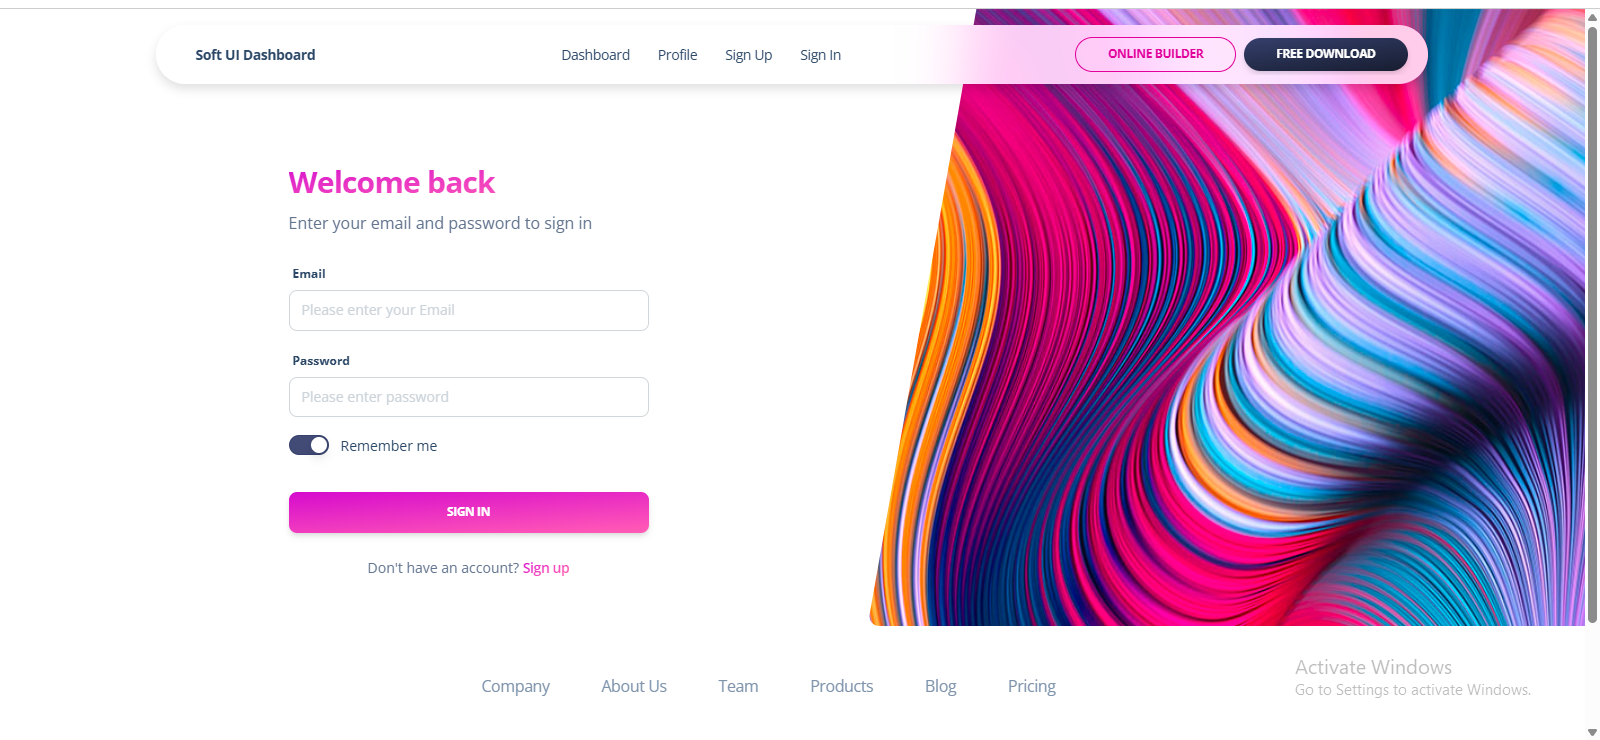 Soft UI Dashboard
Dashboard Profile Sign Up Sign In
ONLINE BUILDER
FREE DOWNLOAD
Welcome back
Enter your email and password to sign in
Email
Please enter your Email
Password
Please enter password
Remember me
SIGN IN
Don't have an account? Sign up
Company About Us Team Products Blog Pricing
Activate Windows
Go to Settings to activate Windows.